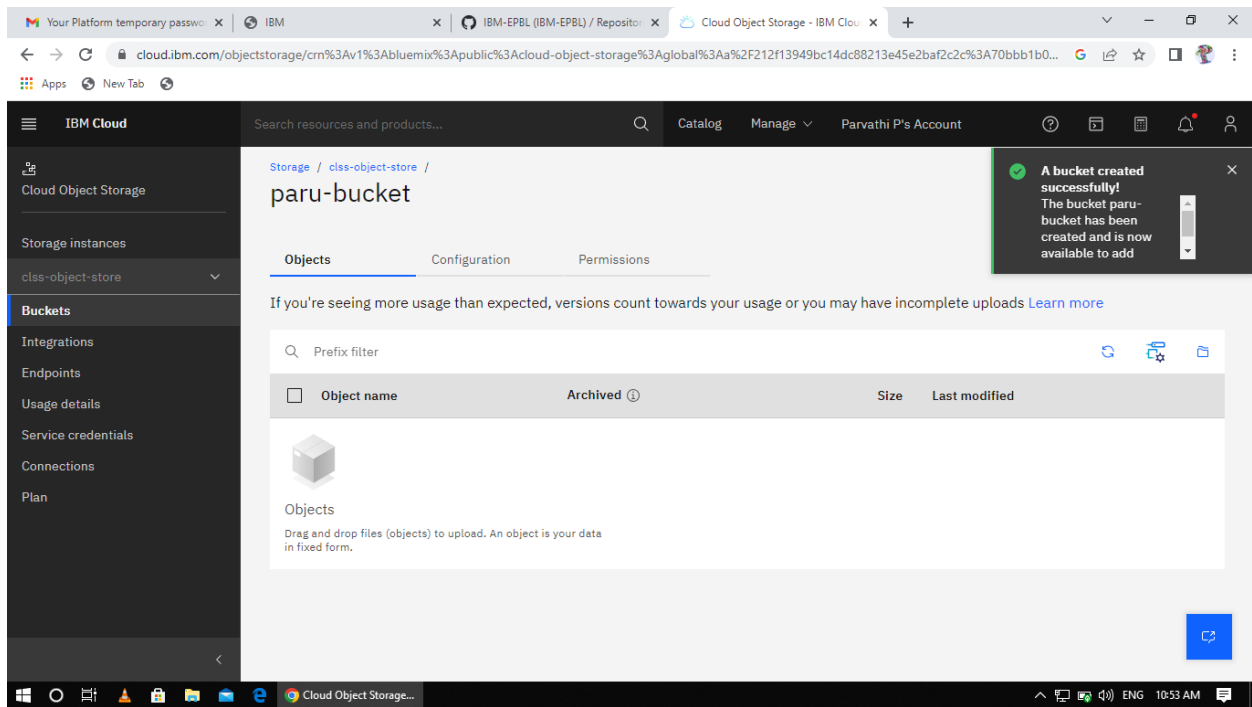 Your Platform temporary passwo
IBM
IBM-EPBL (IBM-EPBL) / Repositor
Cloud Object Storage - IBM Clou
cloud.ibm.com/objectstorage/crn%3Av1%3Abluemix%3Apublic%3Acloud-object-storage%3Aglobal%3Aa%2F212f13949bc14dc88213e45e2baf2c2c%3A70bbb1b0...
Apps
New Tab
IBM Cloud
Search resources and products...
Catalog
Manage
Parvathi P's Account
Cloud Object Storage
Storage instances
clss-object-store
Buckets
Integrations
Endpoints
Usage details
Service credentials
Connections
Plan
Storage / clss-object-store /
paru-bucket
A bucket created
successfully!
The bucket paru-
bucket has been
created and is now
available to add
Objects
Configuration
Permissions
If you're seeing more usage than expected, versions count towards your usage or you may have incomplete uploads Learn more
Prefix filter
Object name
Archived
Size
Last modified
Objects
Drag and drop files (objects) to upload. An object is your data
in fixed form.
Cloud Object Storage...
ENG
10:53 AM